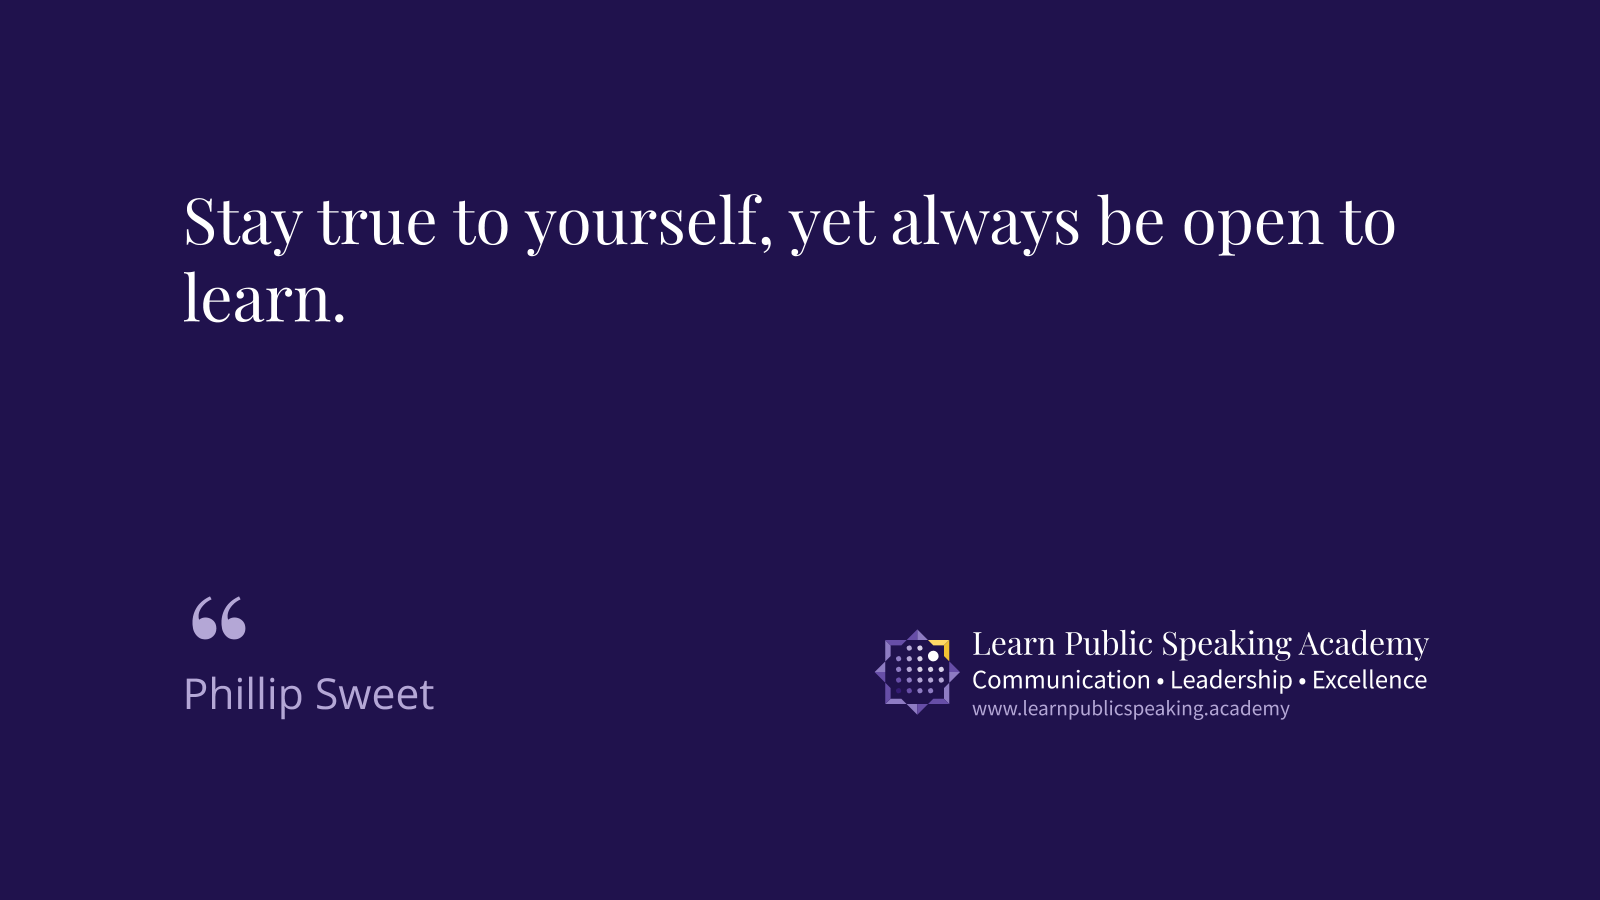 Stay true to yourself, yet always be open to
learn.
“
Phillip Sweet
Learn Public Speaking Academy
Communication • Leadership • Excellence
www.learnpublicspeaking.academy